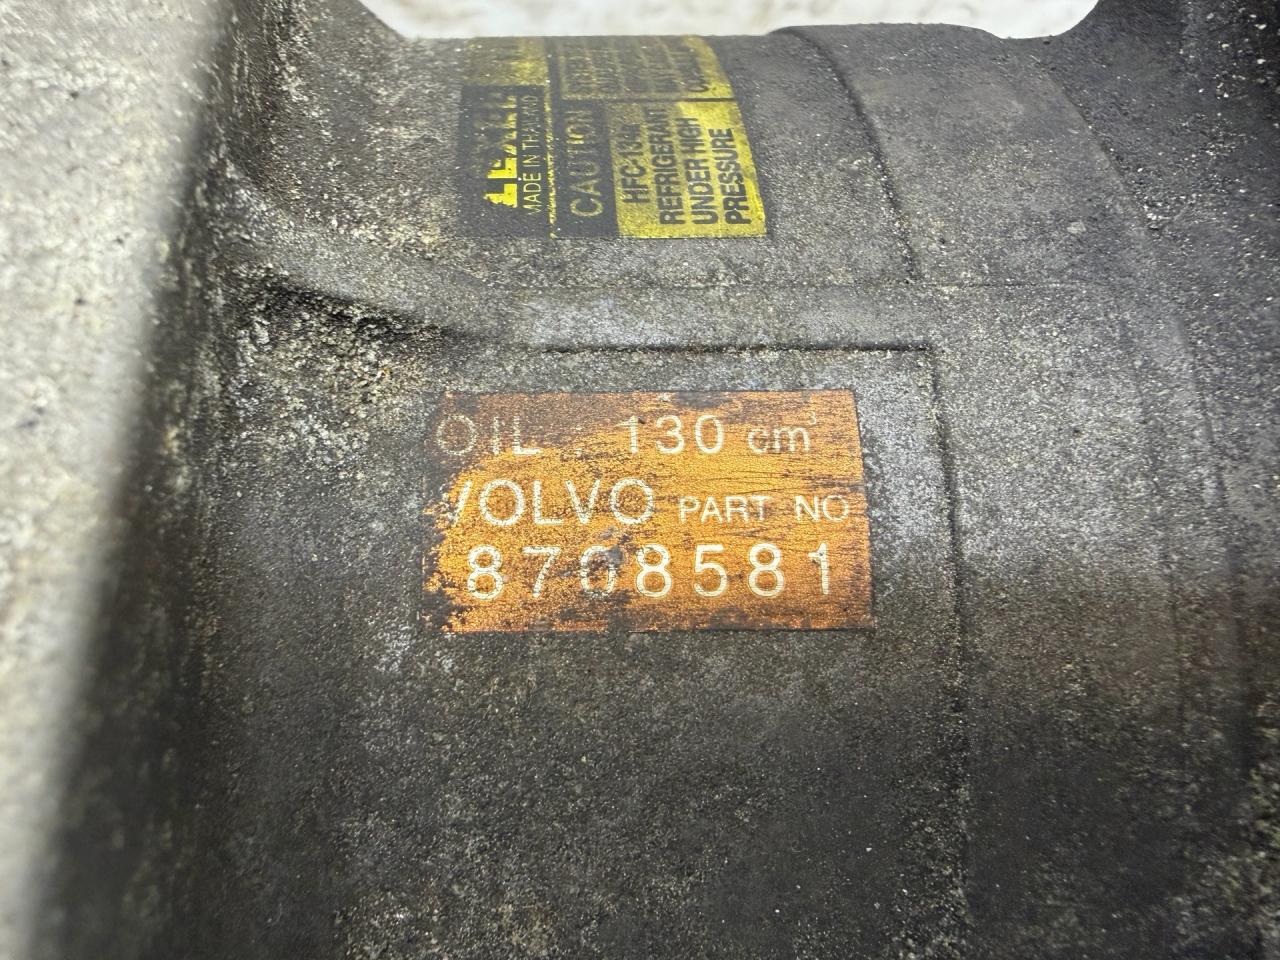 MADE IN THAILAND
CAUTION
HFC-134a
REFRIGERANT
UNDER HIGH
PRESSURE
OIL : 130 cm³
VOLVO PART NO
8708581